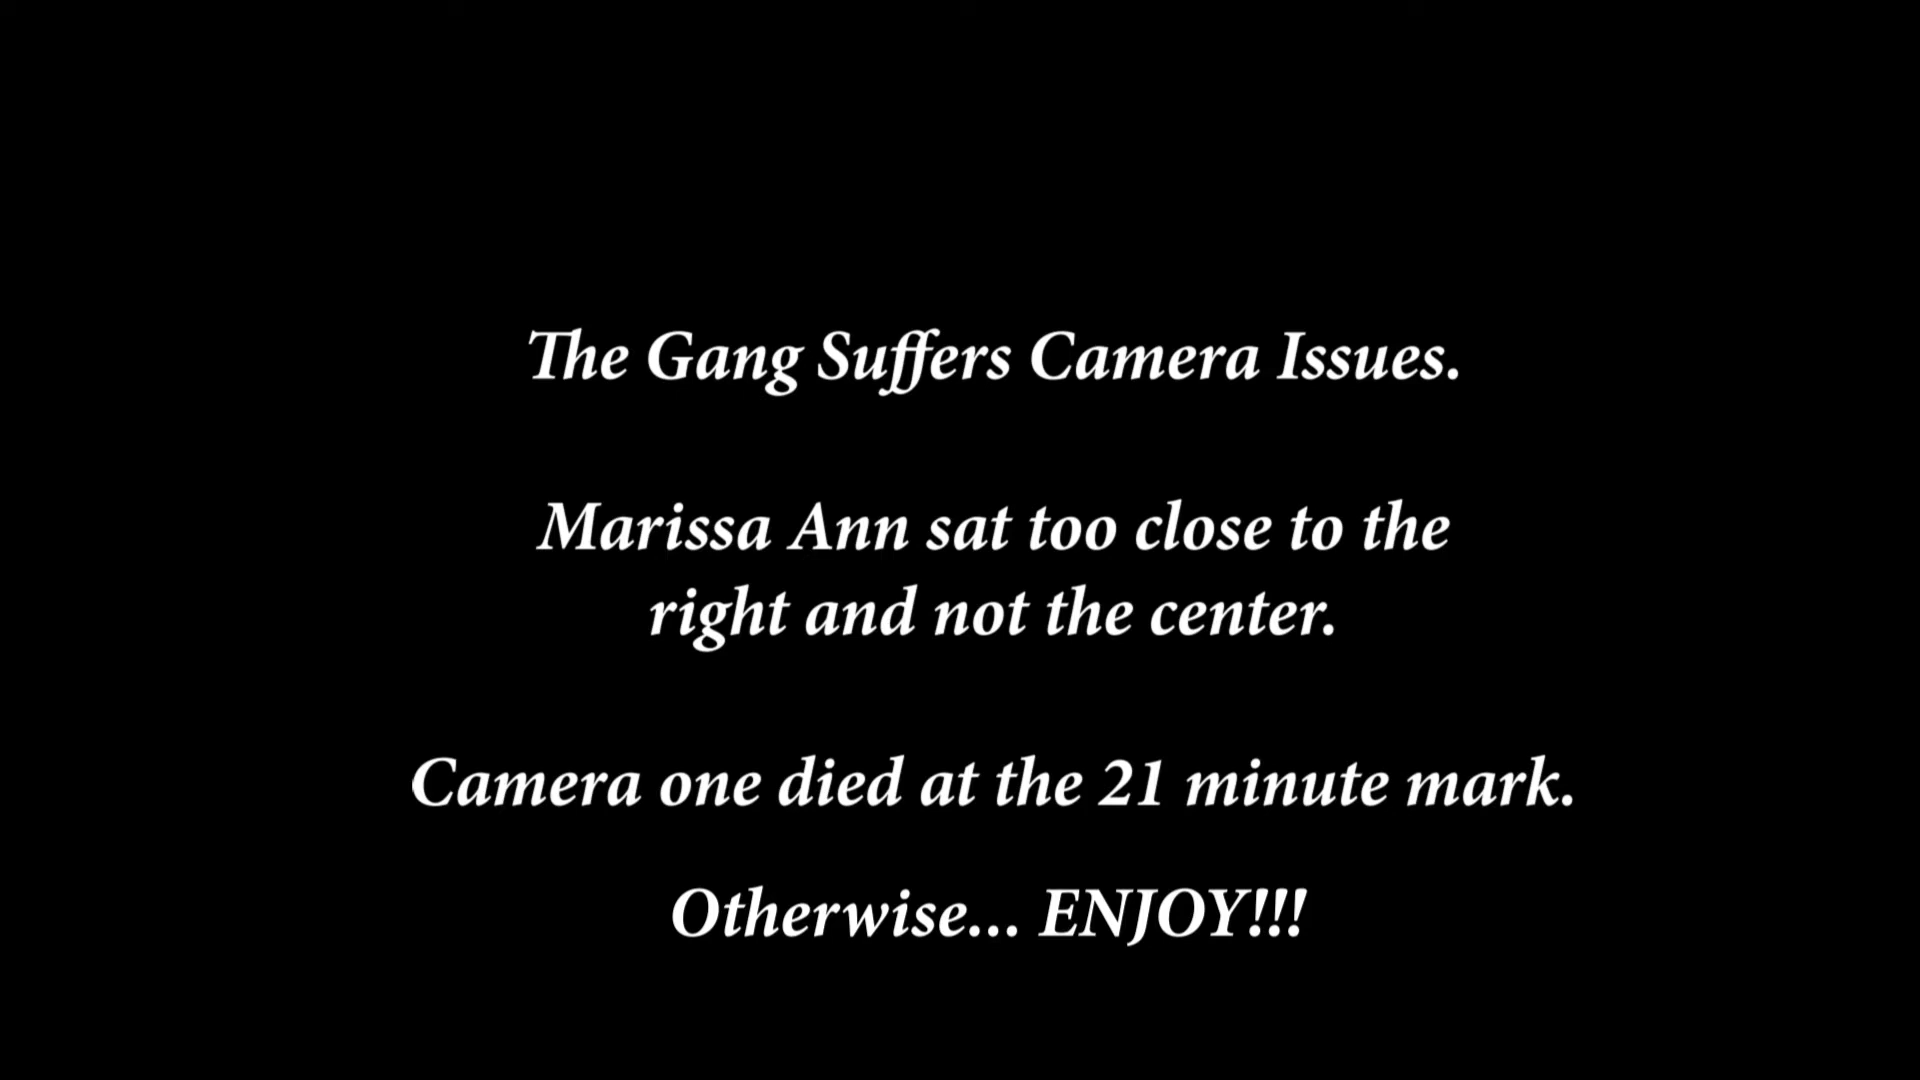 The Gang Suffers Camera Issues.
Marissa Ann sat too close to the
right and not the center.
Camera one died at the 21 minute mark.
Otherwise... ENJOY!!!